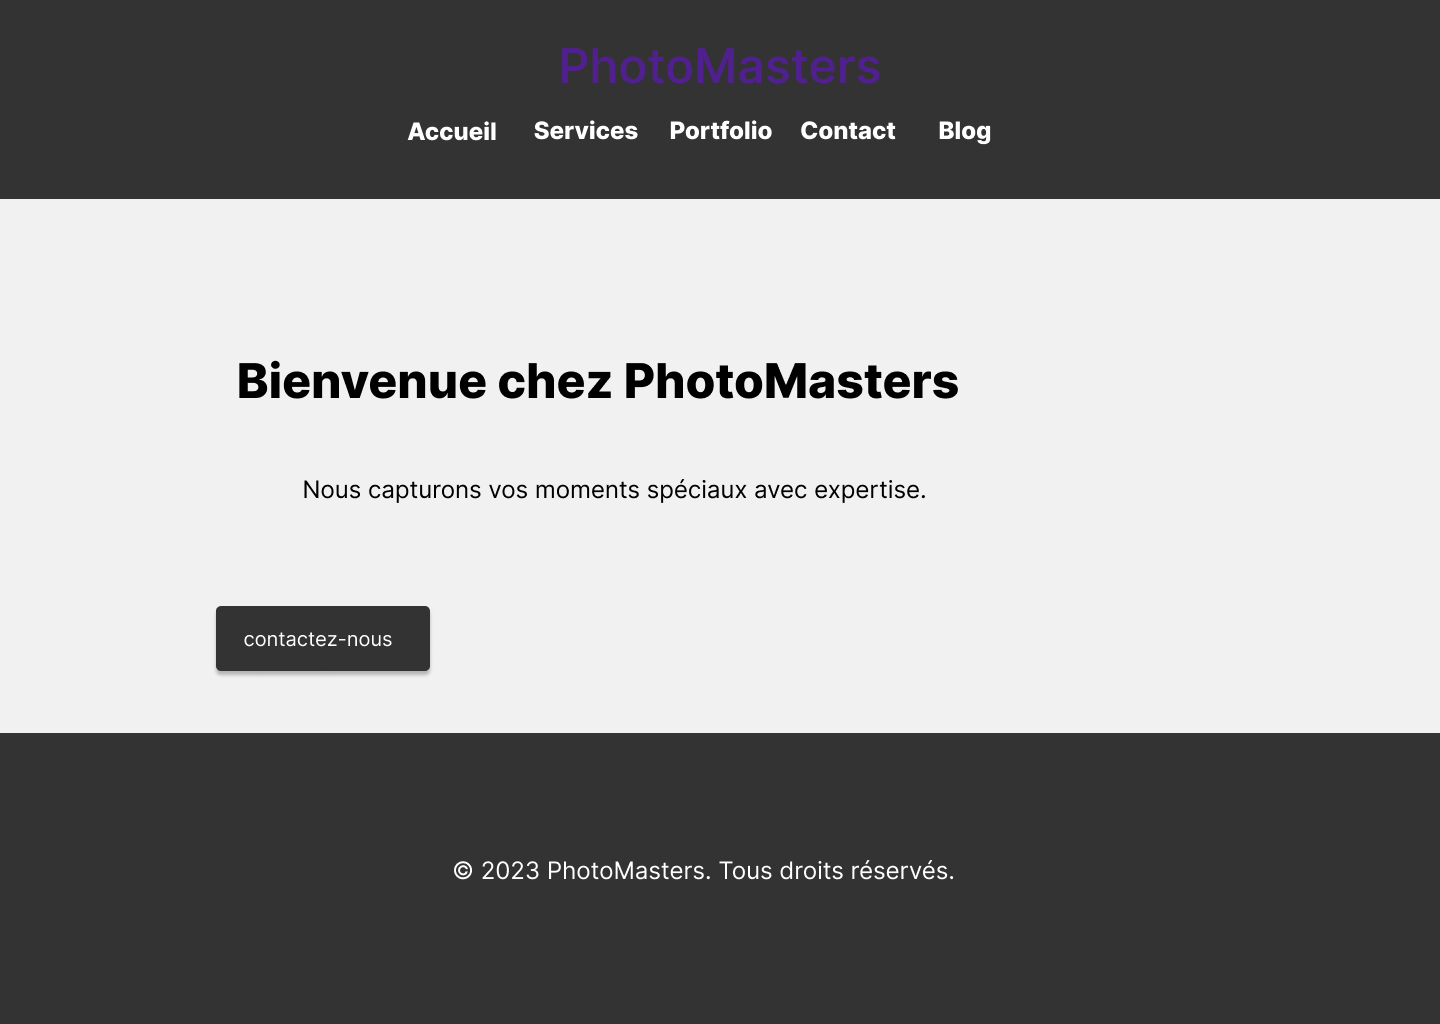 PhotoMasters
Accueil Services Portfolio Contact Blog
Bienvenue chez PhotoMasters
Nous capturons vos moments spéciaux avec expertise.
contactez-nous
© 2023 PhotoMasters. Tous droits réservés.